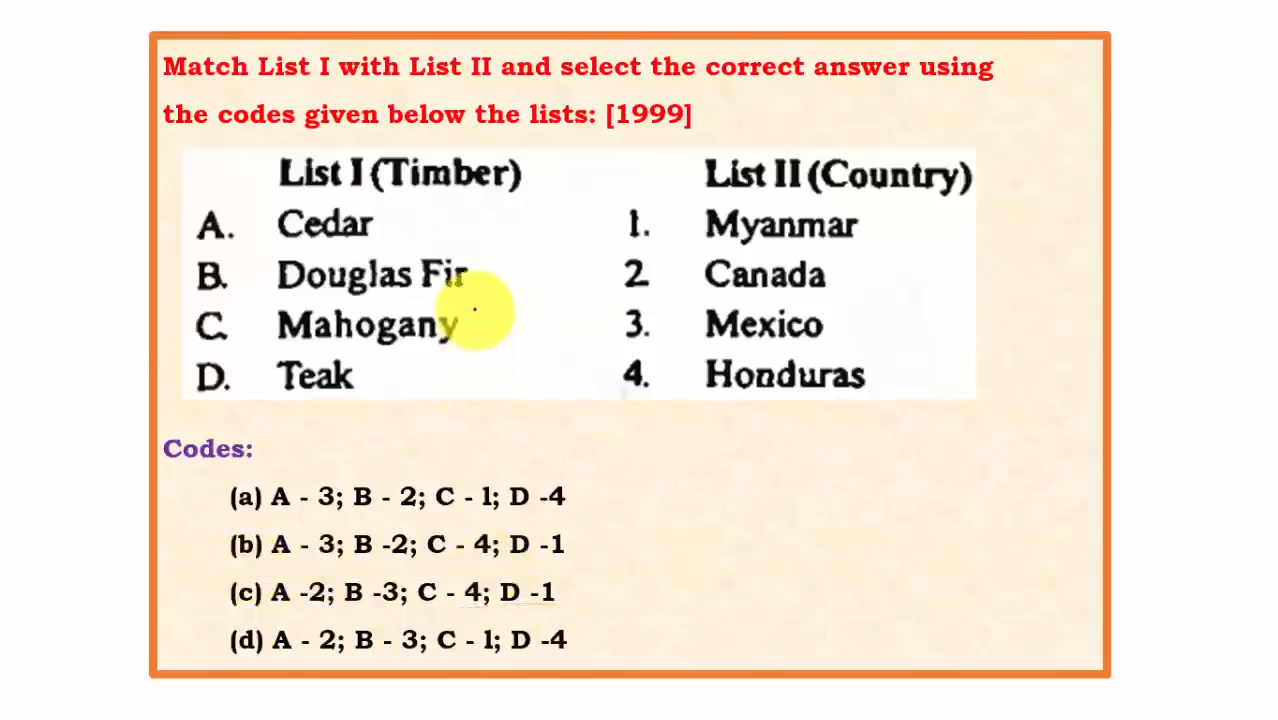 Match List I with List II and select the correct answer using
the codes given below the lists: [1999]
List I (Timber) List II (Country)
A. Cedar 1. Myanmar
B. Douglas Fir 2 Canada
C. Mahogany 3. Mexico
D. Teak 4. Honduras
Codes:
(a) A - 3; B - 2; C - 1; D -4
(b) A - 3; B -2; C - 4; D -1
(c) A -2; B -3; C - 4; D -1
(d) A - 2; B - 3; C - 1; D -4